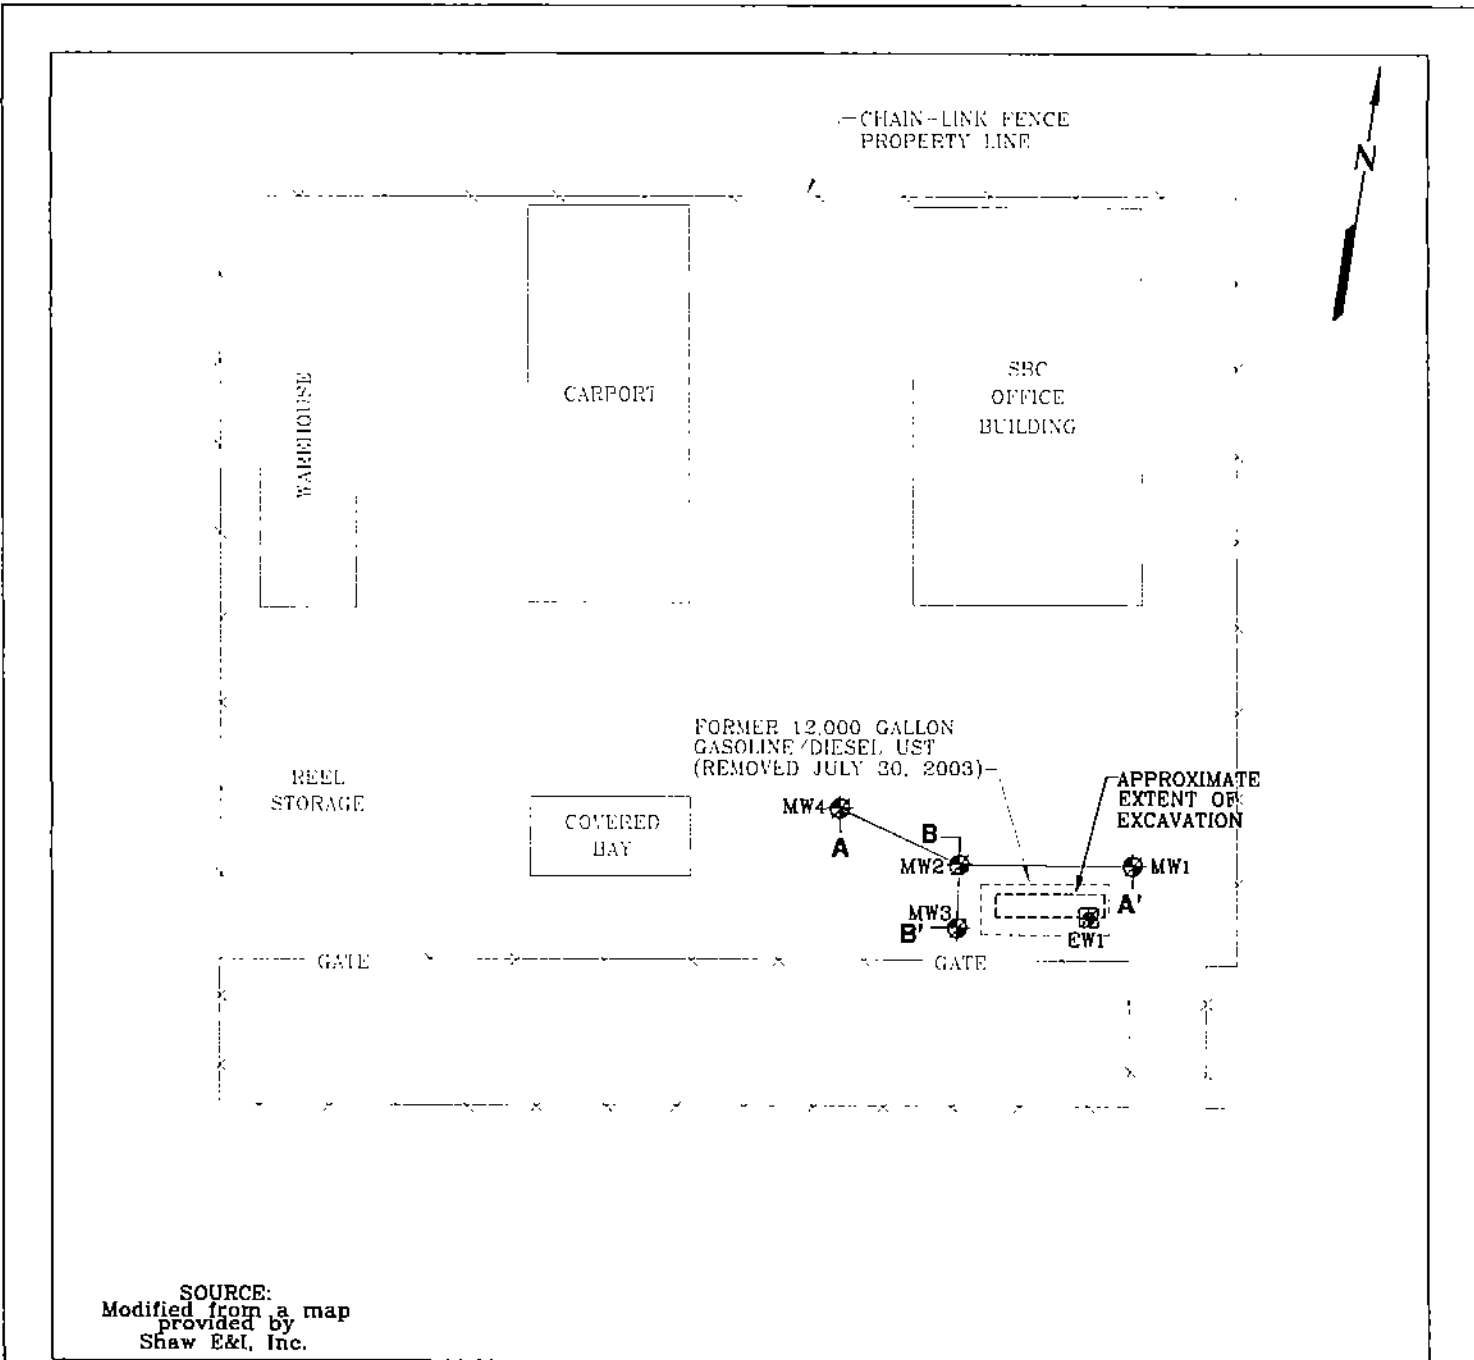 CHAIN-LINK FENCE
PROPERTY LINE
N
WAREHOUSE
CARPORT
SBC
OFFICE
BUILDING
FORMER 12,000 GALLON
GASOLINE/DIESEL UST
(REMOVED JULY 30, 2003)
APPROXIMATE
EXTENT OF
EXCAVATION
REEL
STORAGE
COVERED
BAY
MW4
A
B
MW2
MW1
A'
MW3
B'
EW1
GATE
GATE
SOURCE:
Modified from a map
provided by
Shaw E&I, Inc.